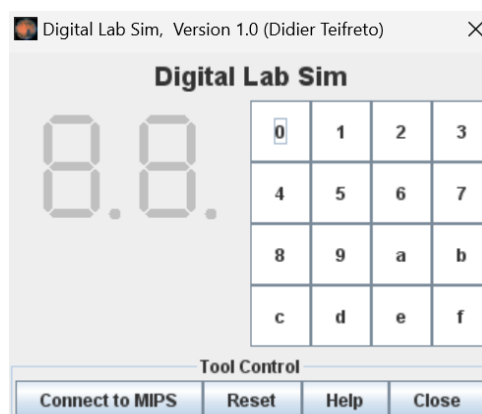 Digital Lab Sim, Version 1.0 (Didier Teifreto)
Digital Lab Sim
0 1 2 3
4 5 6 7
8 9 a b
c d e f
Tool Control
Connect to MIPS Reset Help Close